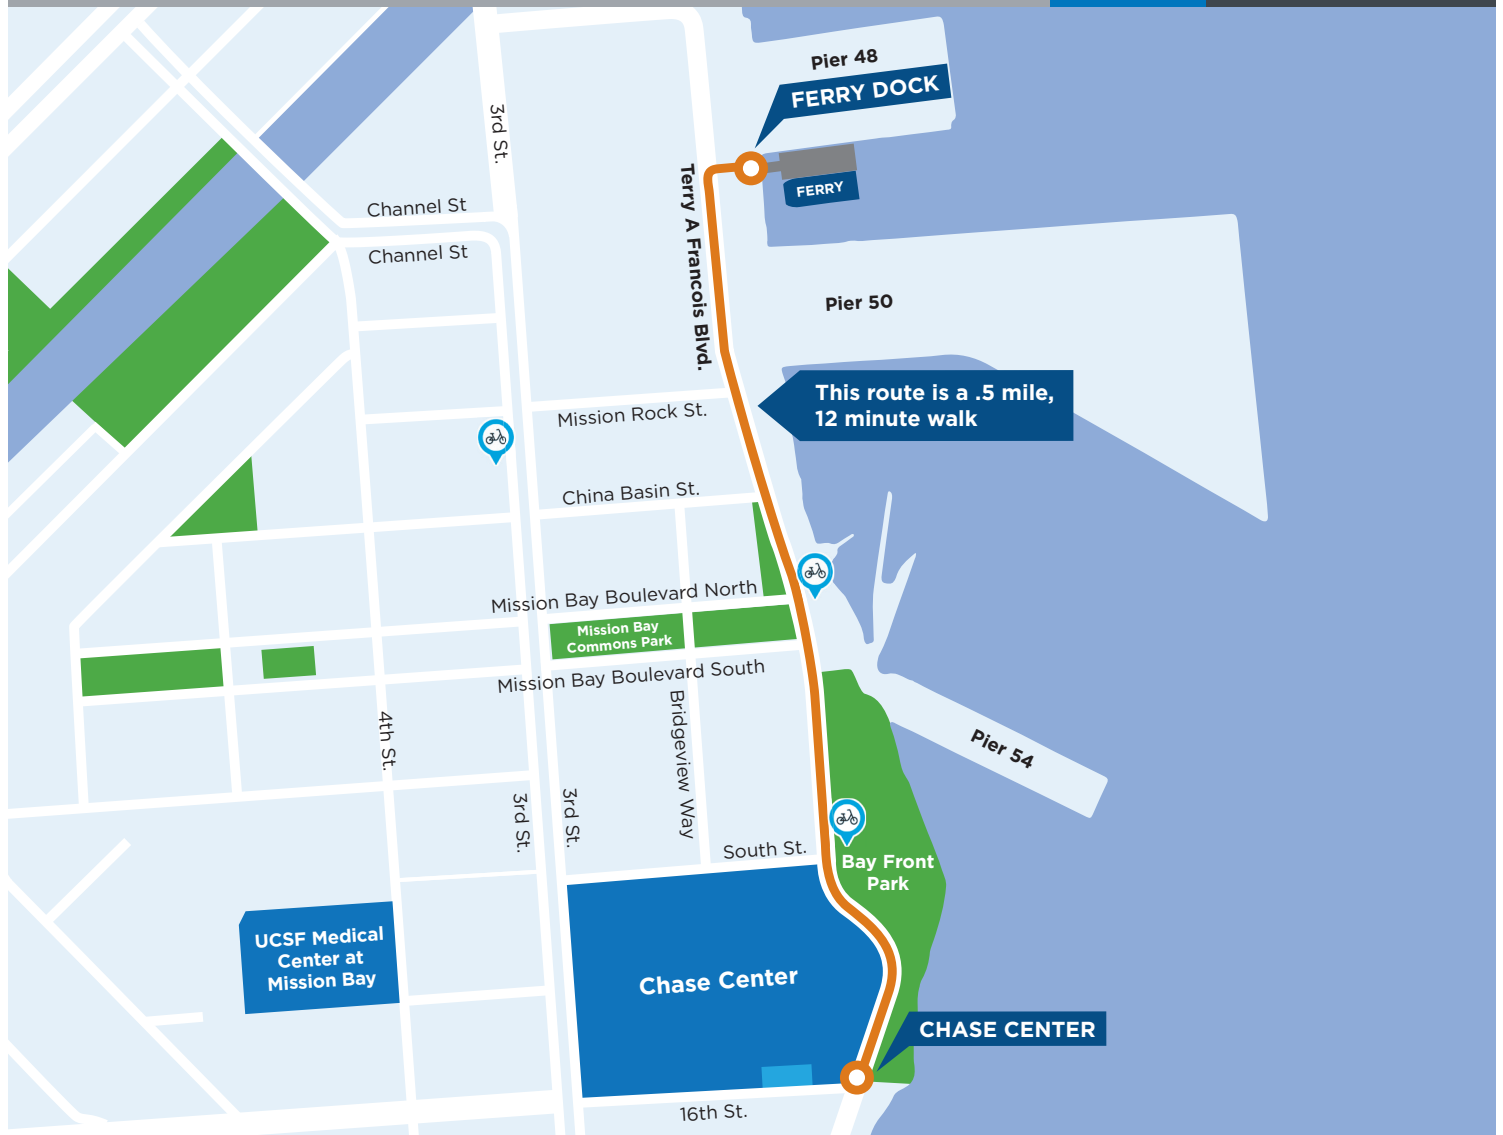 Pier 48
FERRY DOCK
3rd St.
FERRY
Terry A Francois Blvd.
Channel St
Channel St
Pier 50
This route is a .5 mile,
12 minute walk
Mission Rock St.
China Basin St.
Mission Bay Boulevard North
Mission Bay
Commons Park
Mission Bay Boulevard South
Bridgeview Way
4th St.
Pier 54
3rd St.
3rd St.
South St.
Bay Front
Park
UCSF Medical
Center at
Mission Bay
Chase Center
CHASE CENTER
16th St.